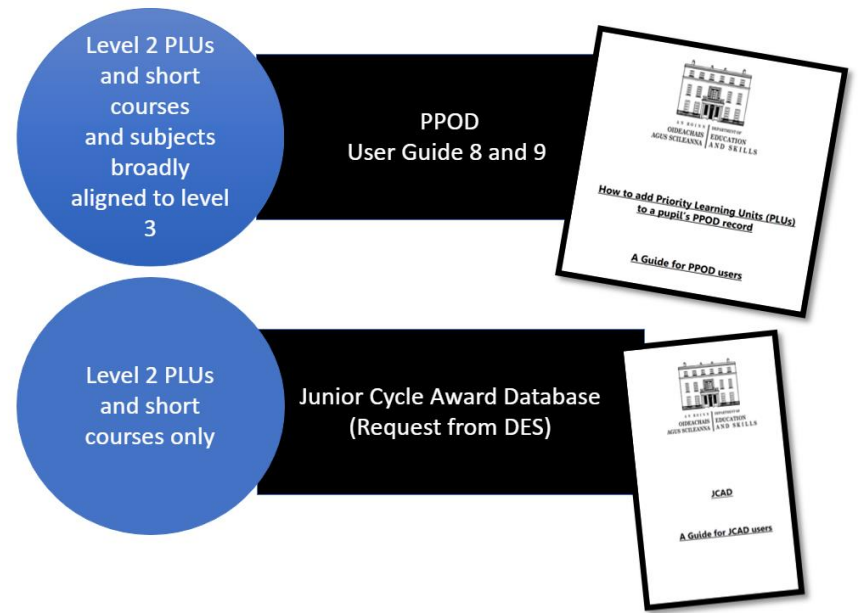 Level 2 PLUs
and short
courses
and subjects
broadly
aligned to level
3
PPOD
User Guide 8 and 9
AN ROINN
OIDEACHAIS
AGUS SCILEANNA
DEPARTMENT OF
EDUCATION
AND SKILLS
How to add Priority Learning Units (PLUs)
to a pupil's PPOD record
A Guide for PPOD users
Level 2 PLUs
and short
courses only
Junior Cycle Award Database
(Request from DES)
AN ROINN
OIDEACHAIS
AGUS SCILEANNA
DEPARTMENT OF
EDUCATION
AND SKILLS
JCAD
A Guide for JCAD users